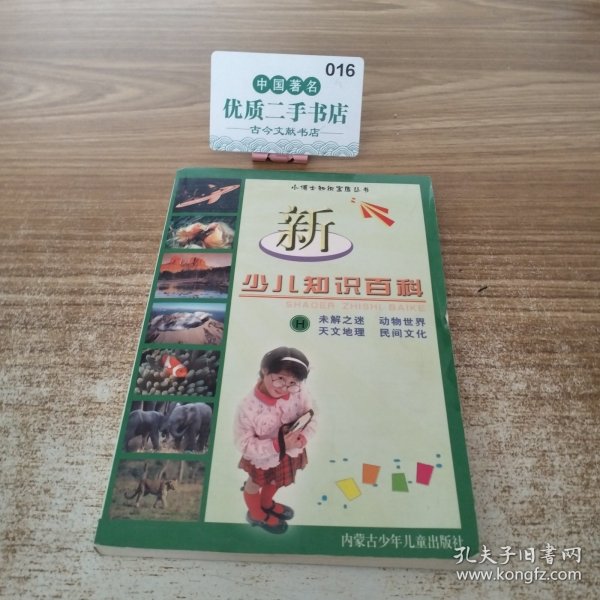 016
中国著名
优质二手书店
古今文献书店
小博士知识宝库丛书
新
少儿知识百科
SHAOER ZHISHI BAIKE
H 未解之迷 动物世界
天文地理 民间文化
内蒙古少年儿童出版社
孔夫子旧书网
www.kongfz.com